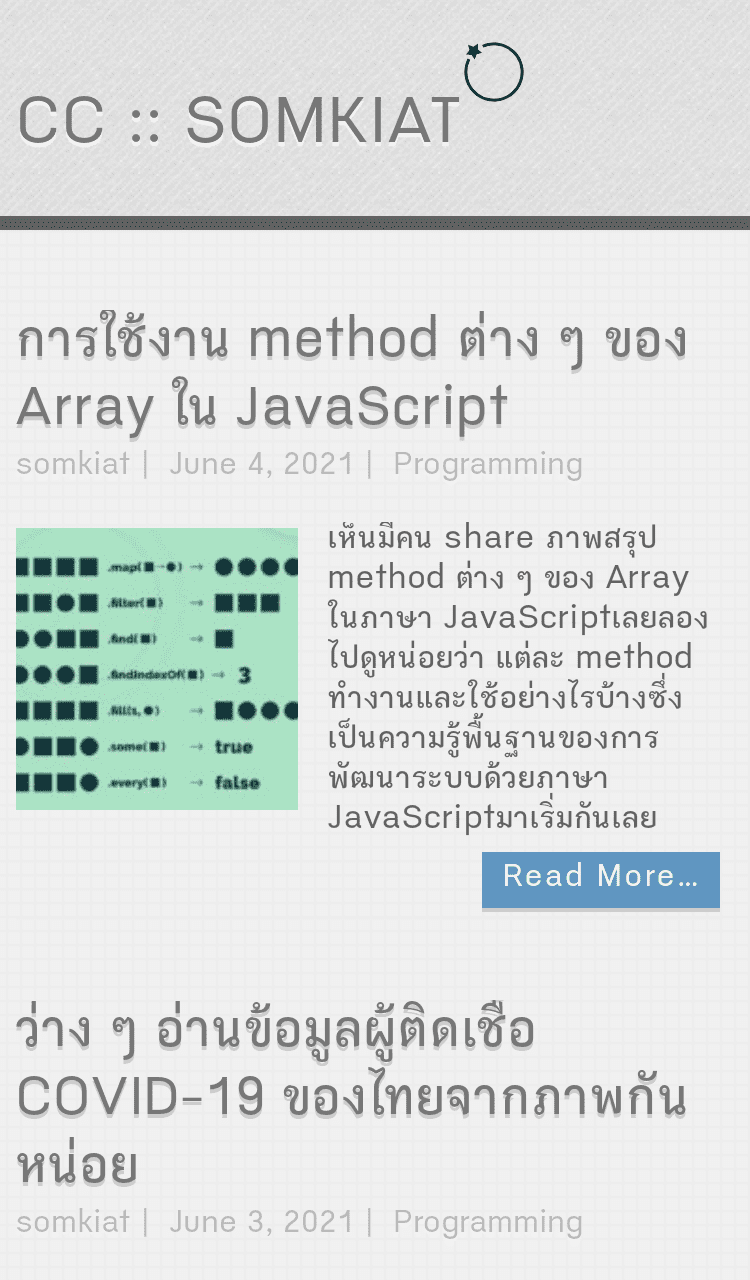 CC :: SOMKIAT
การใช้งาน method ต่าง ๆ ของ
Array ใน JavaScript
somkiat | June 4, 2021 | Programming
.map(■→●) →
.filter(■) →
.find(■) →
.findIndexOf(■) → 3
.fill(1, ●) →
.some(■) → true
.every(■) → false
เห็นมีคน share ภาพสรุป
method ต่าง ๆ ของ Array
ในภาษา JavaScriptเลยลอง
ไปดูหน่อยว่า แต่ละ method
ทำงานและใช้อย่างไรบ้างซึ่ง
เป็นความรู้พื้นฐานของการ
พัฒนาระบบด้วยภาษา
JavaScriptมาเริ่มกันเลย
Read More…
ว่าง ๆ อ่านข้อมูลผู้ติดเชือ
COVID-19 ของไทยจากภาพกัน
หน่อย
somkiat | June 3, 2021 | Programming